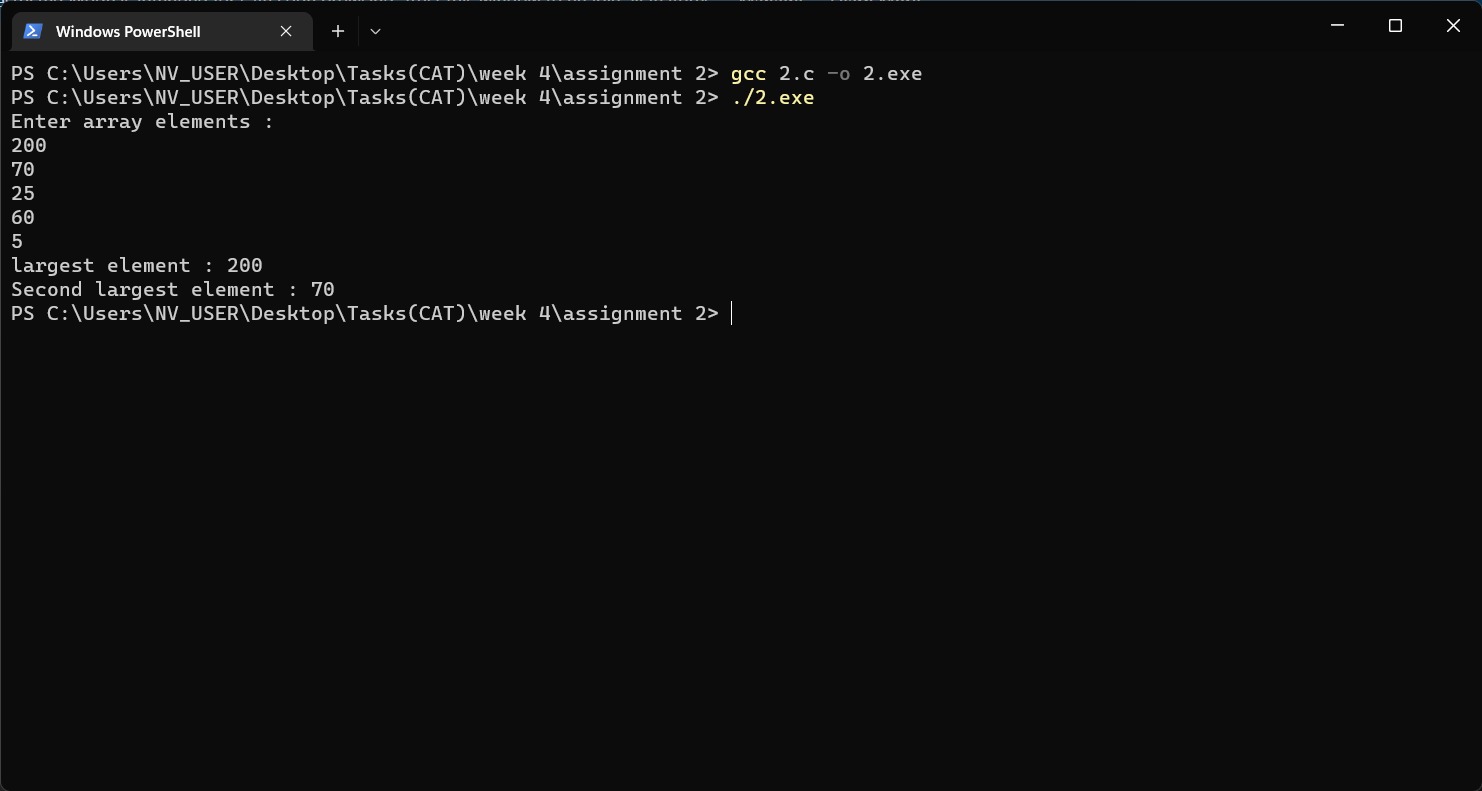 Windows PowerShell
PS C:\Users\NV_USER\Desktop\Tasks(CAT)\week 4\assignment 2> gcc 2.c -o 2.exe
PS C:\Users\NV_USER\Desktop\Tasks(CAT)\week 4\assignment 2> ./2.exe
Enter array elements :
200
70
25
60
5
largest element : 200
Second largest element : 70
PS C:\Users\NV_USER\Desktop\Tasks(CAT)\week 4\assignment 2>